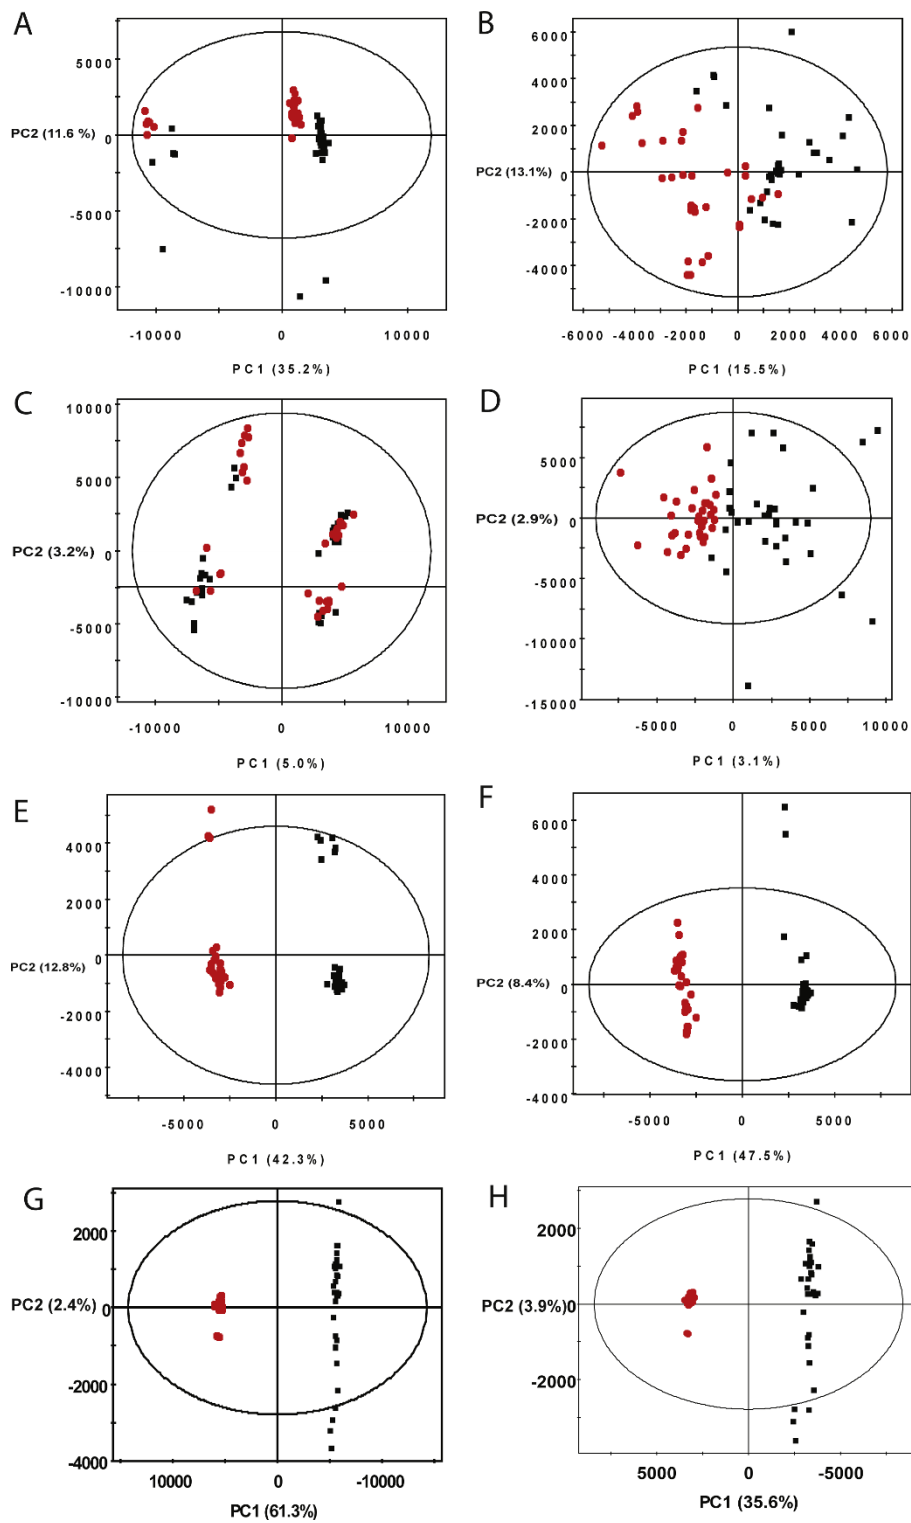 A
5000
PC2 (11.6 %)
0
-5000
-10000
-10000 0 10000
PC1 (35.2%)
B
6000
4000
2000
PC2 (13.1%)
0
-2000
-4000
-6000 -4000 -2000 0 2000 4000 6000
PC1 (15.5%)
C
10000
5000
PC2 (3.2%)
0
-5000
-10000
-10000 0 10000
PC1 (5.0%)
D
5000
PC2 (2.9%)
0
-5000
-10000
-15000
-5000 0 5000 10000
PC1 (3.1%)
E
4000
2000
PC2 (12.8%)
0
-2000
-4000
-5000 0 5000
PC1 (42.3%)
F
6000
4000
2000
PC2 (8.4%)
0
-2000
-4000
-5000 0 5000
PC1 (47.5%)
G
2000
PC2 (2.4%)
0
-2000
-4000
10000 0 -10000
PC1 (61.3%)
H
2000
PC2 (3.9%)
0
-2000
5000 0 -5000
PC1 (35.6%)